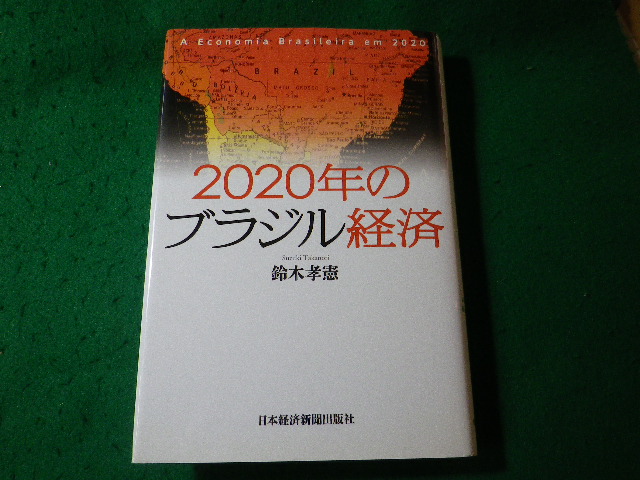 A Economia Brasileira em 2020
BRAZIL
BOLIVIA
2020年の
ブラジル経済
Suzuki Takanori
鈴木孝憲
日本経済新聞出版社